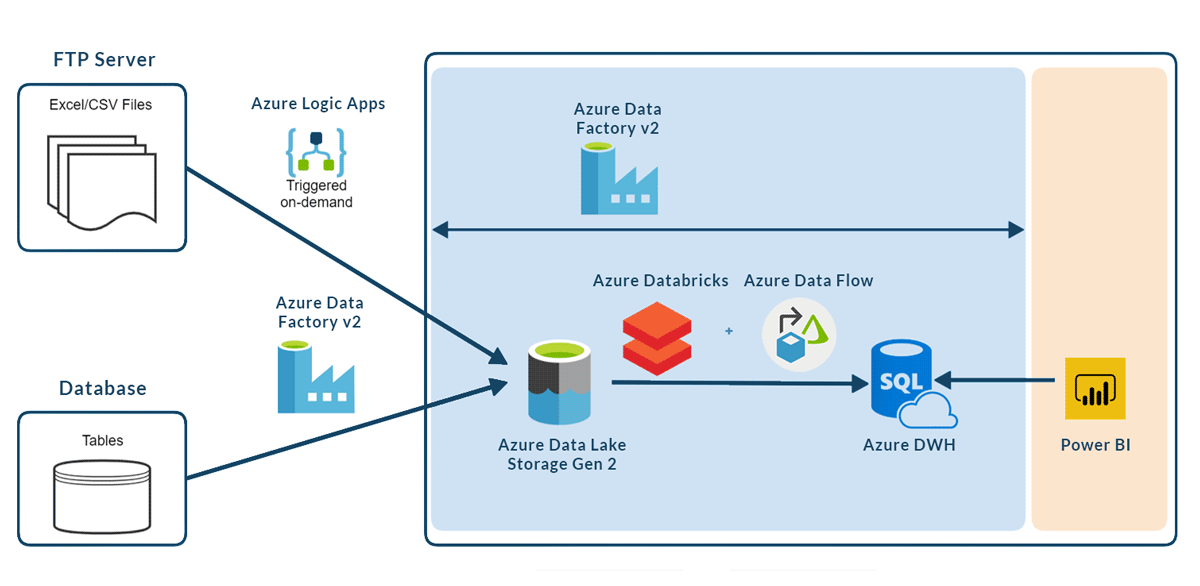 FTP Server
Excel/CSV Files
Azure Logic Apps
Triggered
on-demand
Azure Data
Factory v2
Database
Tables
Azure Data
Factory v2
Azure Databricks
+
Azure Data Flow
Azure Data Lake
Storage Gen 2
SQL
Azure DWH
Power BI